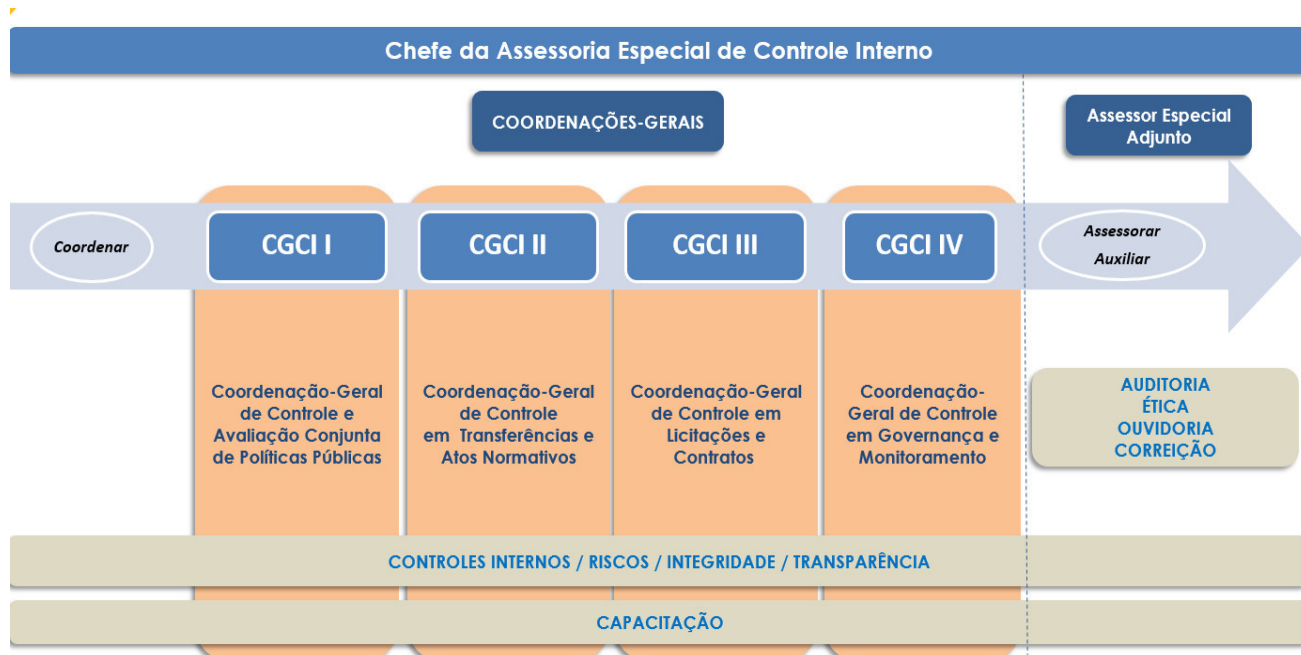 Chefe da Assessoria Especial de Controle Interno
COORDENAÇÕES-GERAIS
Assessor Especial
Adjunto
Coordenar
CGCI I
CGCI II
CGCI III
CGCI IV
Assessorar
Auxiliar
Coordenação-Geral
de Controle e
Avaliação Conjunta
de Políticas Públicas
Coordenação-Geral
de Controle
em Transferências e
Atos Normativos
Coordenação-Geral
de Controle em
Licitações e
Contratos
Coordenação-
Geral de Controle
em Governança e
Monitoramento
AUDITORIA
ÉTICA
OUVIDORIA
CORREIÇÃO
CONTROLES INTERNOS / RISCOS / INTEGRIDADE / TRANSPARÊNCIA
CAPACITAÇÃO